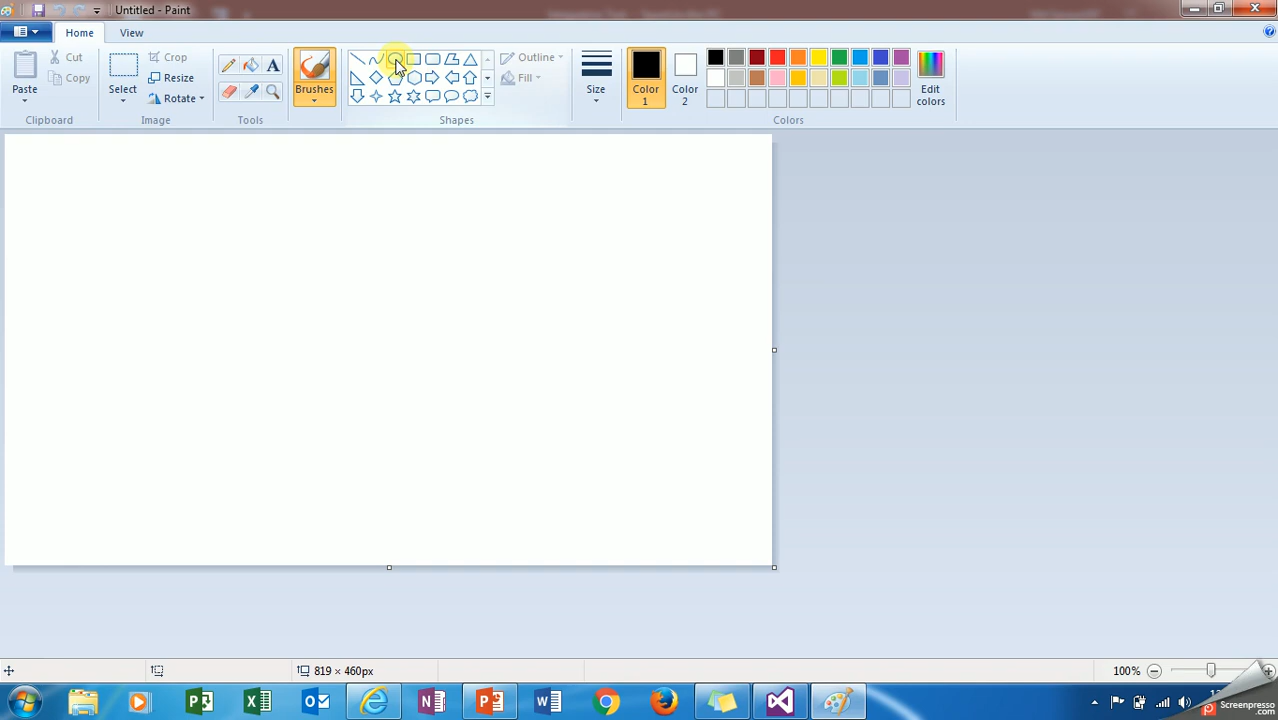 Untitled - Paint
Home
View
Paste
Cut
Copy
Clipboard
Select
Crop
Resize
Rotate
Image
A
Tools
Brushes
Shapes
Outline
Fill
Size
Color 1
Color 2
Edit colors
Colors
819 × 460px
100%
Screenpresso
.com